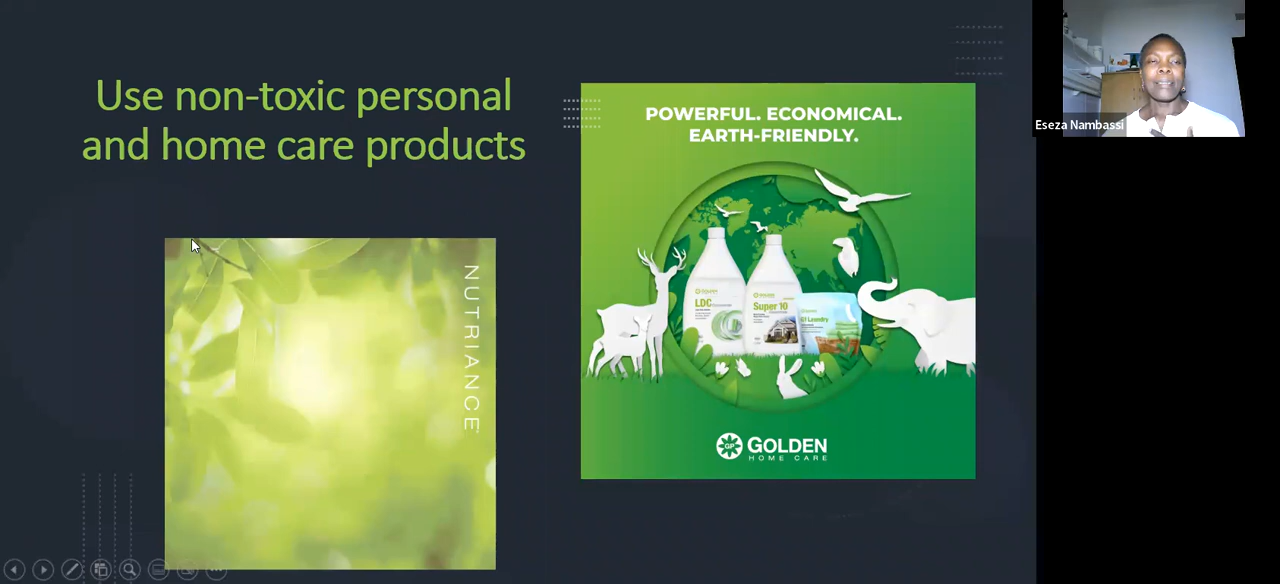 Use non-toxic personal
and home care products
NUTRIANCE
POWERFUL. ECONOMICAL.
EARTH-FRIENDLY.
LDC
Super 10
Laundry
GP GOLDEN
HOME CARE
Eseza Nambassi